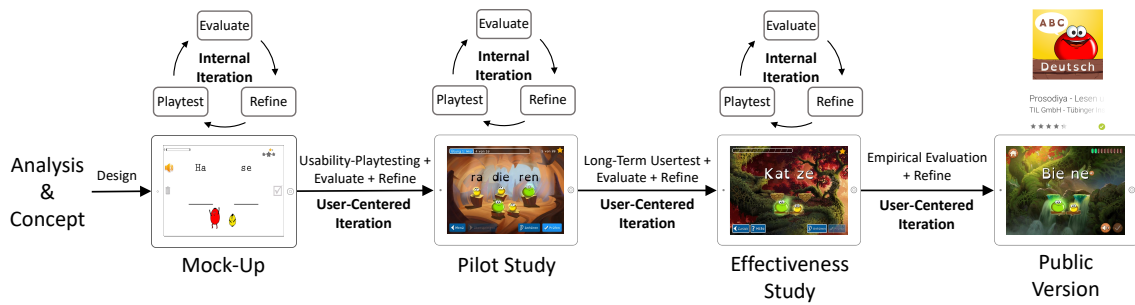 Evaluate
Internal
Iteration
Playtest
Refine
Evaluate
Internal
Iteration
Playtest
Refine
Evaluate
Internal
Iteration
Playtest
Refine
ABC
Deutsch
Prosodiya - Lesen
TIL GmbH - Tübinger
Analysis
&
Concept
Design
Ha se
Mock-Up
Usability-Playtesting +
Evaluate + Refine
User-Centered
Iteration
ra die ren
Pilot Study
Long-Term Usertest +
Evaluate + Refine
User-Centered
Iteration
Kat ze
Effectiveness
Study
Empirical Evaluation
+ Refine
User-Centered
Iteration
Bie ne
Public
Version